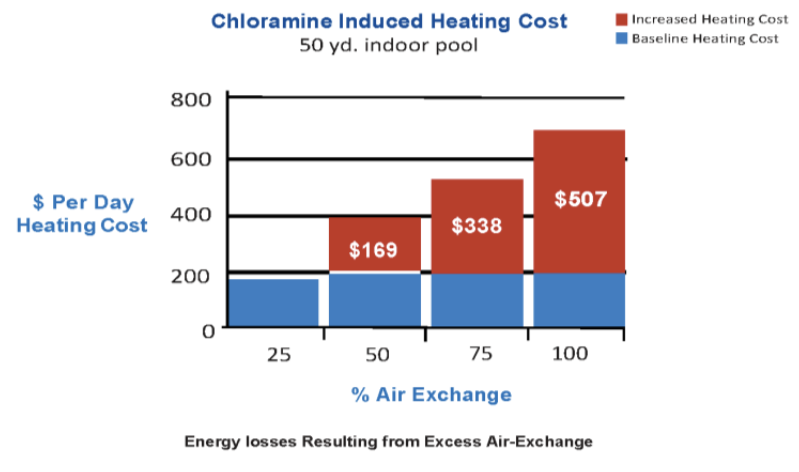 Chloramine Induced Heating Cost
50 yd. indoor pool
Increased Heating Cost
Baseline Heating Cost
800
600
400
200
0
$ Per Day
Heating Cost
$169
$338
$507
25
50
75
100
% Air Exchange
Energy losses Resulting from Excess Air-Exchange